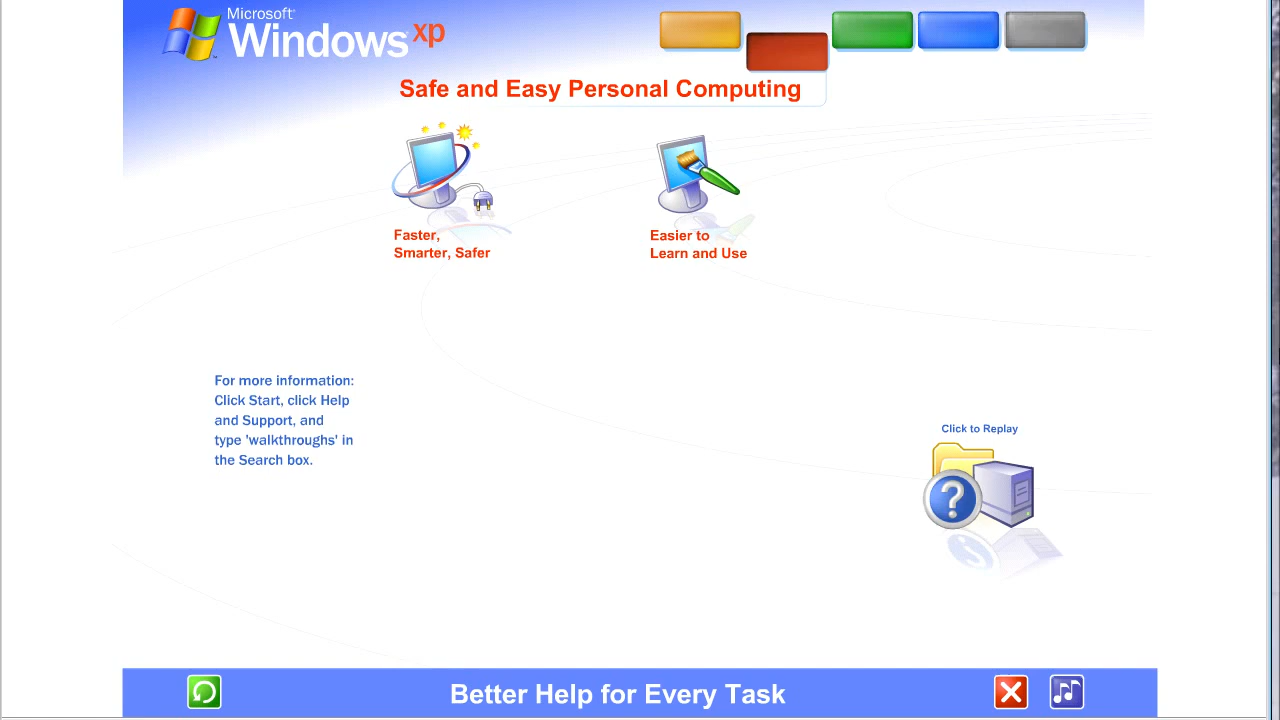 Microsoft®
Windows xp
Safe and Easy Personal Computing
Faster,
Smarter, Safer
Easier to
Learn and Use
For more information:
Click Start, click Help
and Support, and
type 'walkthroughs' in
the Search box.
Click to Replay
?
Better Help for Every Task